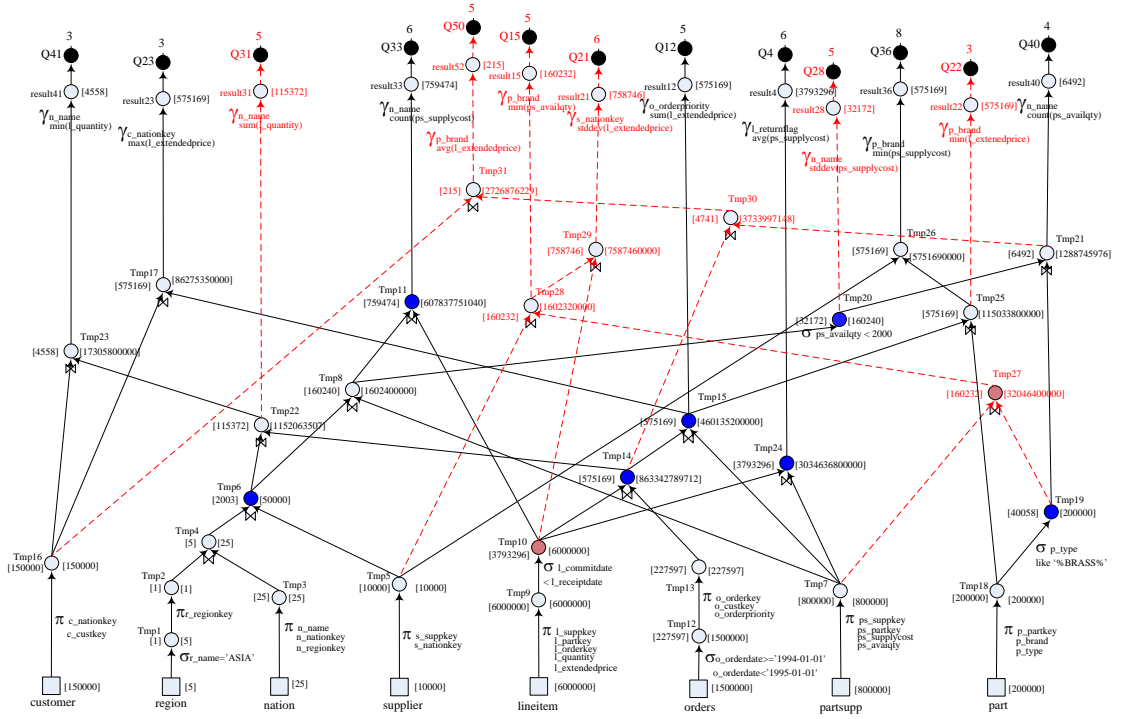 3
3
5
6
5
5
6
5
6
5
8
3
4
Q41
Q23
Q31
Q33
Q50
Q15
Q21
Q12
Q4
Q28
Q36
Q22
Q40
result41 [4558]
result23 [575169]
result31 [115372]
result33 [759474]
result52 [215]
result15 [160232]
result21 [758746]
result12 [575169]
result4 [3793296]
result28 [32172]
result36 [575169]
result22 [575169]
result40 [6492]
γ n_name
min(l_quantity)
γ c_nationkey
max(l_extendedprice)
γ n_name
sum(l_quantity)
γ n_name
count(ps_supplycost)
γ p_brand
avg(l_extendedprice)
γ p_brand
min(ps_availqty)
γ s_nationkey
stddev(l_extendedprice)
γ o_orderpriority
sum(l_extendedprice)
γ l_returnflag
avg(ps_supplycost)
γ n_name
stddev(ps_supplycost)
γ p_brand
min(ps_supplycost)
γ p_brand
min(l_extendedprice)
γ n_name
count(ps_availqty)
Tmp31
[215] [2726876229]
Tmp30
[4741] [3733997148]
Tmp29
[758746] [7587460000]
Tmp26
[575169] [5751690000]
Tmp21
[6492] [1288745976]
Tmp17
[575169] [86275350000]
Tmp11
[759474] [607837751040]
Tmp28
[160232] [1602320000]
Tmp20
[32172] [160240]
σ ps_availqty < 2000
Tmp25
[575169] [115033800000]
Tmp23
[4558] [17305800000]
Tmp8
[160240] [1602400000]
Tmp27
[160232] [32046400000]
Tmp22
[115372] [1152063507]
Tmp15
[575169] [460135200000]
Tmp14
[575169] [863342789712]
Tmp24
[3793296] [3034636800000]
Tmp6
[2003] [50000]
Tmp19
[40058] [200000]
σ p_type
like '%BRASS%'
Tmp4
[5] [25]
Tmp16
[150000] [150000]
Tmp10
[3793296] [6000000]
σ l_commitdate
< l_receiptdate
Tmp2
[1] [1]
π r_regionkey
Tmp3
[25] [25]
π n_name
n_nationkey
n_regionkey
Tmp5
[10000] [10000]
π s_suppkey
s_nationkey
Tmp9
[6000000] [6000000]
π l_suppkey
l_partkey
l_orderkey
l_quantity
l_extendedprice
[227597] [227597]
Tmp13
π o_orderkey
o_custkey
o_orderpriority
Tmp12
[227597] [1500000]
σ o_orderdate>='1994-01-01'
o_orderdate<'1995-01-01'
Tmp7
[800000] [800000]
π ps_suppkey
ps_partkey
ps_supplycost
ps_avaiqty
Tmp18
[200000] [200000]
π p_partkey
p_brand
p_type
π c_nationkey
c_custkey
Tmp1
[1] [5]
σ r_name='ASIA'
[150000]
[5]
[25]
[10000]
[6000000]
[1500000]
[800000]
[200000]
customer
region
nation
supplier
lineitem
orders
partsupp
part